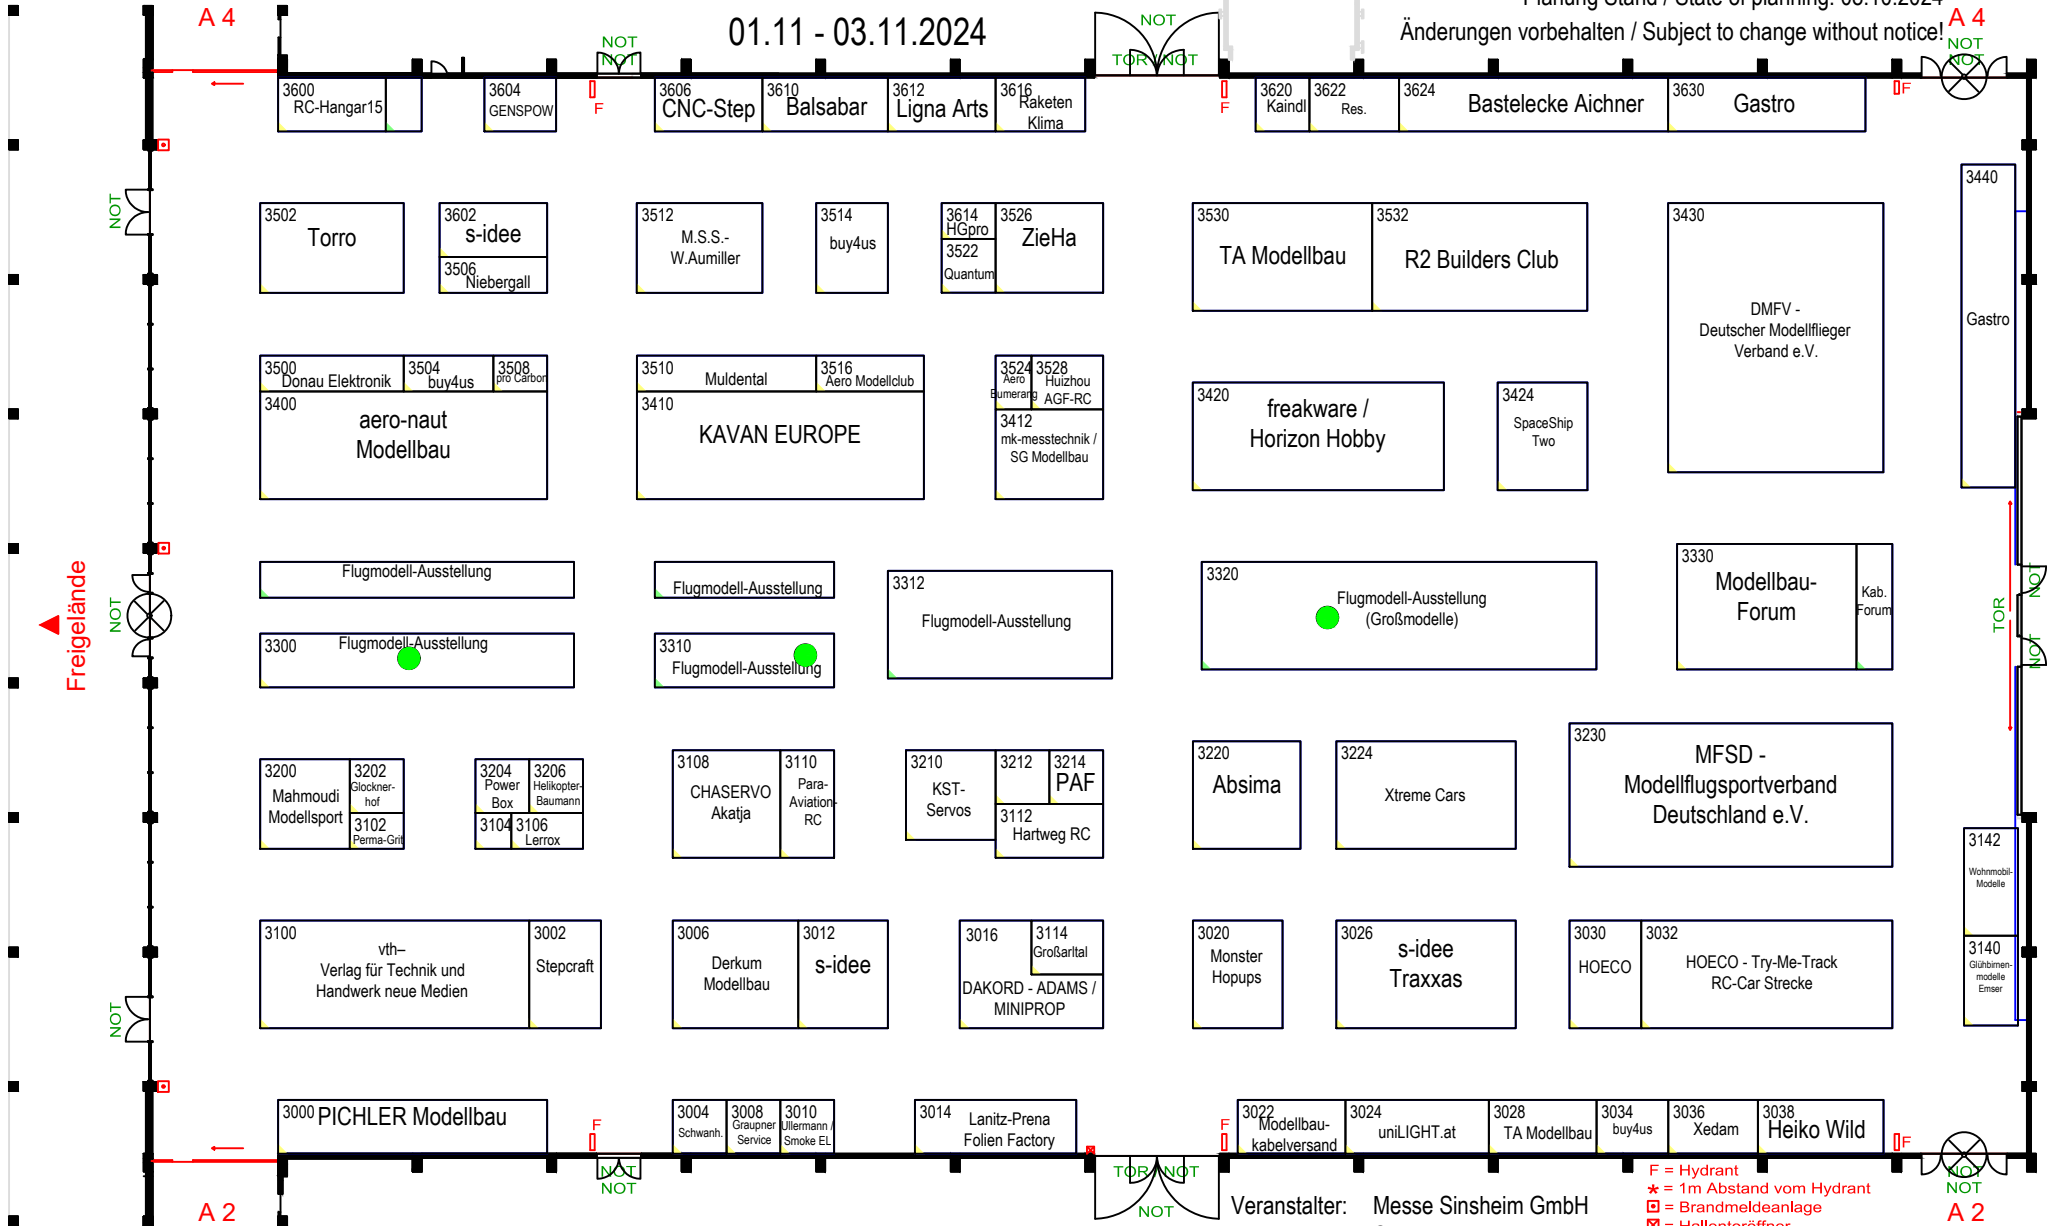 A 4
01.11 - 03.11.2024
NOT
Änderungen vorbehalten / Subject to change without notice!
A 4
NOT
NOT
NOT
NOT
TOR
NOT
3600
RC-Hangar15
3604
GENSPOW
F
3606
CNC-Step
3610
Balsabar
3612
Ligna Arts
3616
Raketen
Klima
F
3620
Kaindl
3622
Res.
3624
Bastelecke Aichner
3630
Gastro
F
NOT
3502
Torro
3602
s-idee
3506
Niebergall
3512
M.S.S.-
W.Aumiller
3514
buy4us
3614
HGpro
3522
Quantum
3526
ZieHa
3530
TA Modellbau
3532
R2 Builders Club
3430
DMFV -
Deutscher Modellflieger
Verband e.V.
3440
Gastro
3500
Donau Elektronik
3504
buy4us
3508
pro Carbon
3400
aero-naut
Modellbau
3510
Muldental
3516
Aero Modellclub
3410
KAVAN EUROPE
3524
Aero
Bumerang
3528
Huizhou
AGF-RC
3412
mk-messtechnik /
SG Modellbau
3420
freakware /
Horizon Hobby
3424
SpaceShip
Two
Freigelände
NOT
Flugmodell-Ausstellung
3300
Flugmodell-Ausstellung
Flugmodell-Ausstellung
3310
Flugmodell-Ausstellung
3312
Flugmodell-Ausstellung
3320
Flugmodell-Ausstellung
(Großmodelle)
3330
Modellbau-
Forum
Kab.
Forum
TOR
NOT
NOT
3200
Mahmoudi
Modellsport
3202
Glockner-
hof
3102
Perma-Grit
3204
Power
Box
3206
Helikopter-
Baumann
3104
3106
Lerrox
3108
CHASERVO
Akatja
3110
Para-
Aviation-
RC
3210
KST-
Servos
3212
3214
PAF
3112
Hartweg RC
3220
Absima
3224
Xtreme Cars
3230
MFSD -
Modellflugsportverband
Deutschland e.V.
3142
Wohnmobil-
Modelle
3140
Glühbirnen-
modelle
Emser
NOT
3100
vth–
Verlag für Technik und
Handwerk neue Medien
3002
Stepcraft
3006
Derkum
Modellbau
3012
s-idee
3016
DAKORD - ADAMS /
MINIPROP
3114
Großarltal
3020
Monster
Hopups
3026
s-idee
Traxxas
3030
HOECO
3032
HOECO - Try-Me-Track
RC-Car Strecke
3000
PICHLER Modellbau
F
3004
Schwanh.
3008
Graupner
Service
3010
Ullermann /
Smoke EL
3014
Lanitz-Prena
Folien Factory
F
3022
Modellbau-
kabelversand
3024
uniLIGHT.at
3028
TA Modellbau
3034
buy4us
3036
Xedam
3038
Heiko Wild
F
NOT
NOT
TOR
NOT
NOT
NOT
NOT
A 2
Veranstalter: Messe Sinsheim GmbH
F = Hydrant
* = 1m Abstand vom Hydrant
= Brandmeldeanlage
A 2